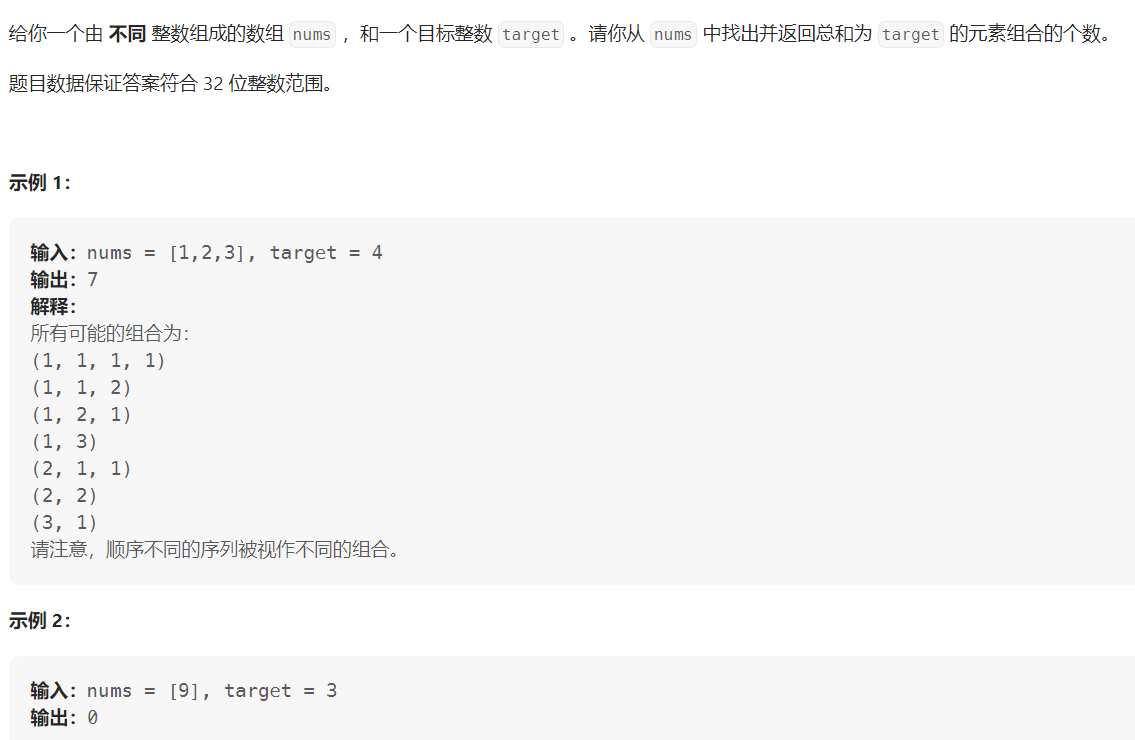 给你一个由 不同 整数组成的数组 nums ，和一个目标整数 target 。请你从 nums 中找出并返回总和为 target 的元素组合的个数。
题目数据保证答案符合 32 位整数范围。
示例 1：
输入：nums = [1,2,3], target = 4
输出：7
解释：
所有可能的组合为：
(1, 1, 1, 1)
(1, 1, 2)
(1, 2, 1)
(1, 3)
(2, 1, 1)
(2, 2)
(3, 1)
请注意，顺序不同的序列被视作不同的组合。
示例 2：
输入：nums = [9], target = 3
输出：0